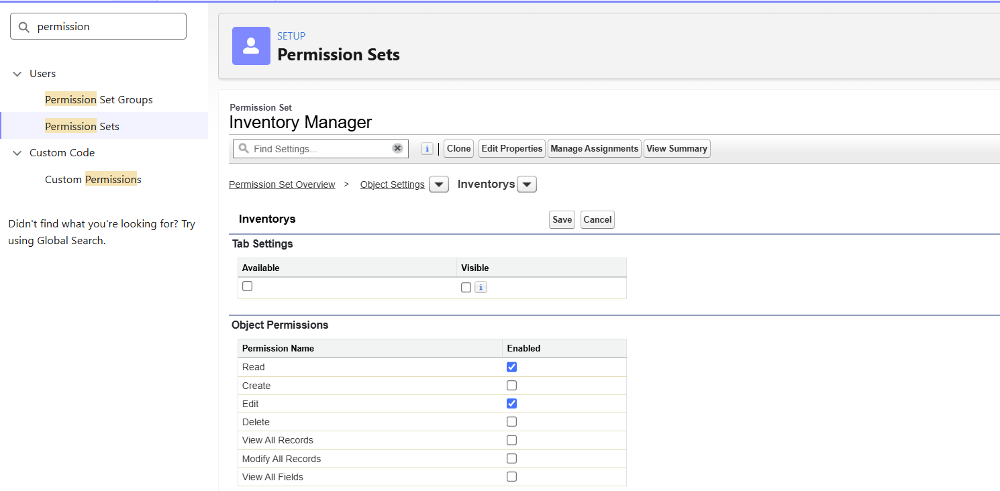 permission
Users
Permission Set Groups
Permission Sets
Custom Code
Custom Permissions
Didn't find what you're looking for? Try
using Global Search.
SETUP
Permission Sets
Permission Set
Inventory Manager
Find Settings... i Clone Edit Properties Manage Assignments View Summary
Permission Set Overview > Object Settings Inventorys
Inventorys Save Cancel
Tab Settings
Available Visible
i
Object Permissions
Permission Name Enabled
Read
Create
Edit
Delete
View All Records
Modify All Records
View All Fields